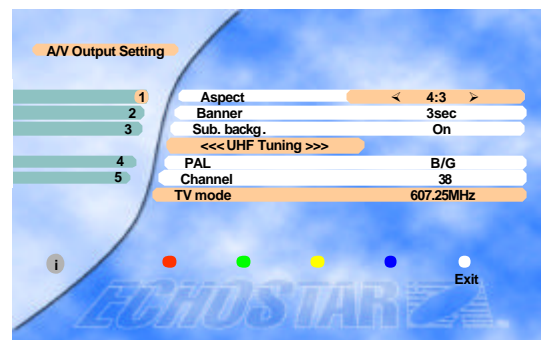 A/V Output Setting
1 Aspect 4:3
2 Banner 3sec
3 Sub. backg. On
<<< UHF Tuning >>>
4 PAL B/G
5 Channel 38
TV mode 607.25MHz
i
Exit
ECHOSTAR